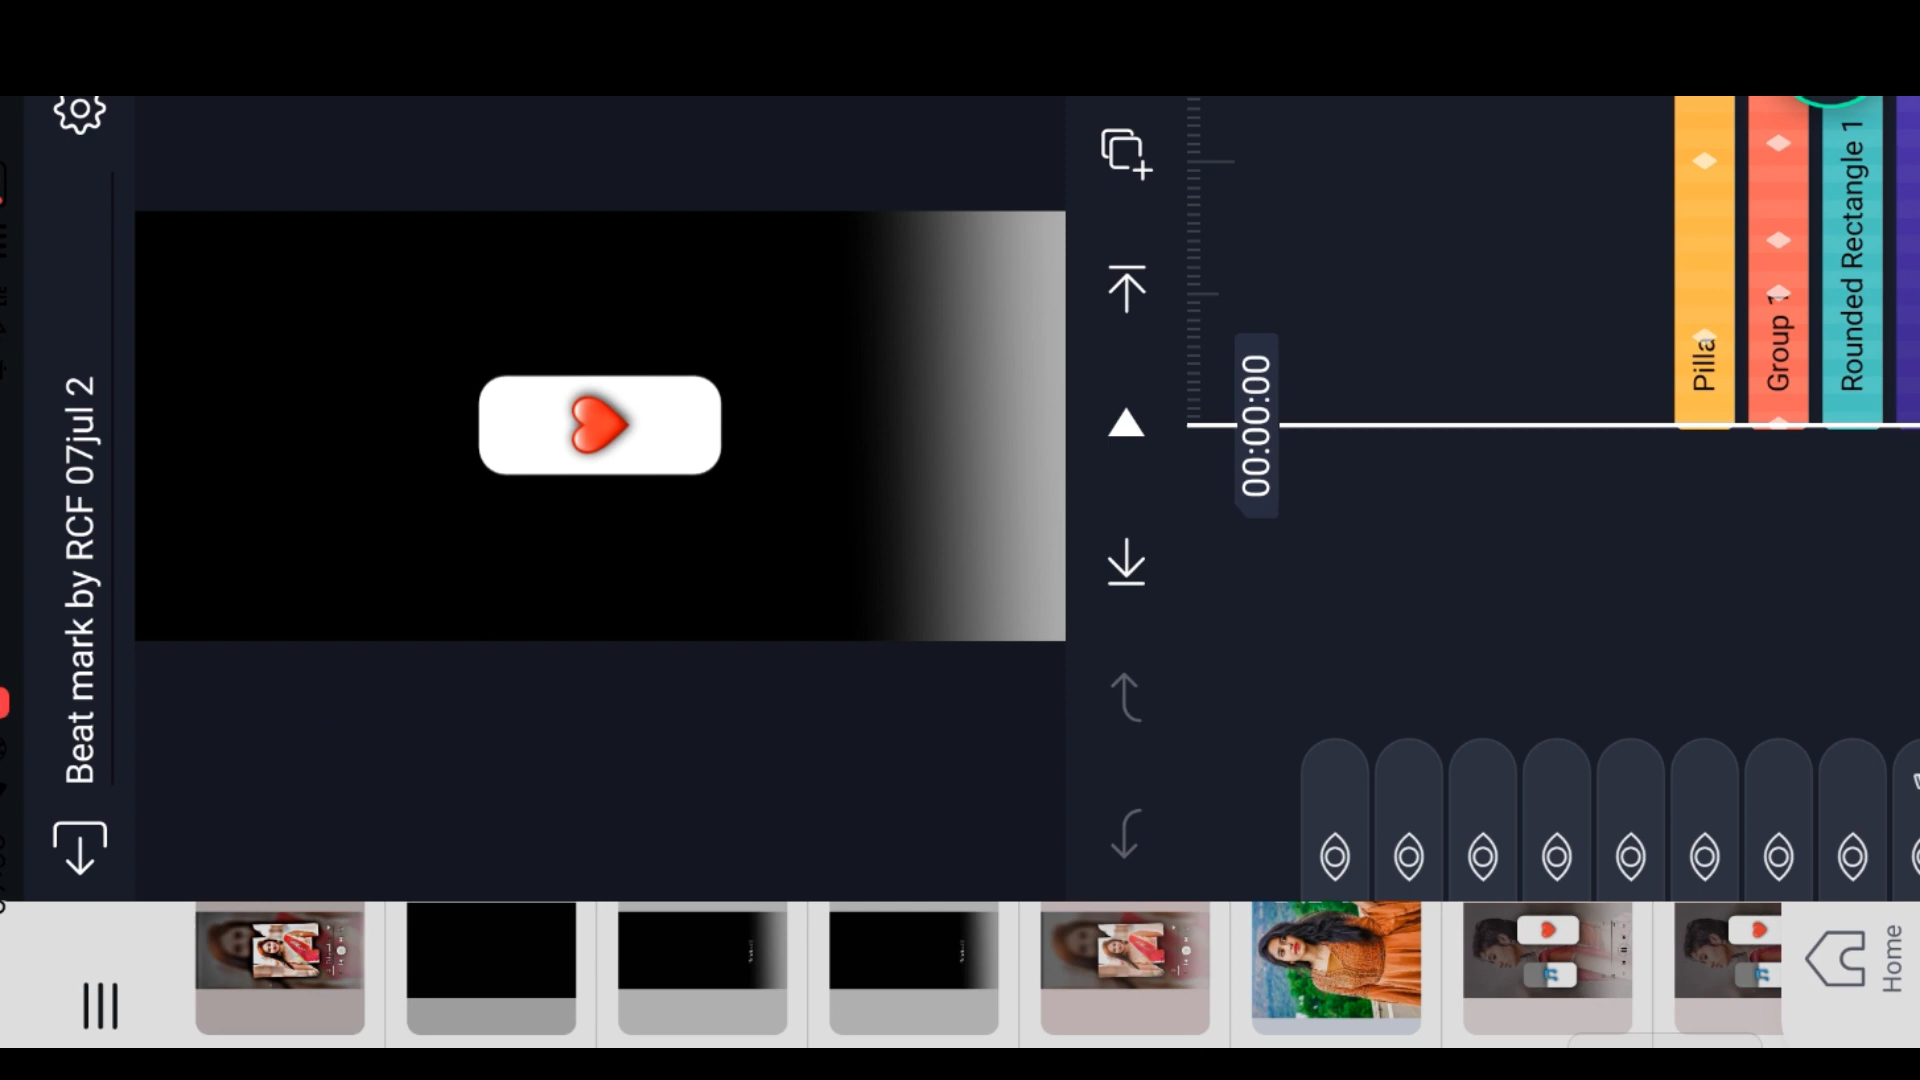 Beat mark by RCF 07jul 2
00:00:00
Pilla
Group 1
Rounded Rectangle 1
Home